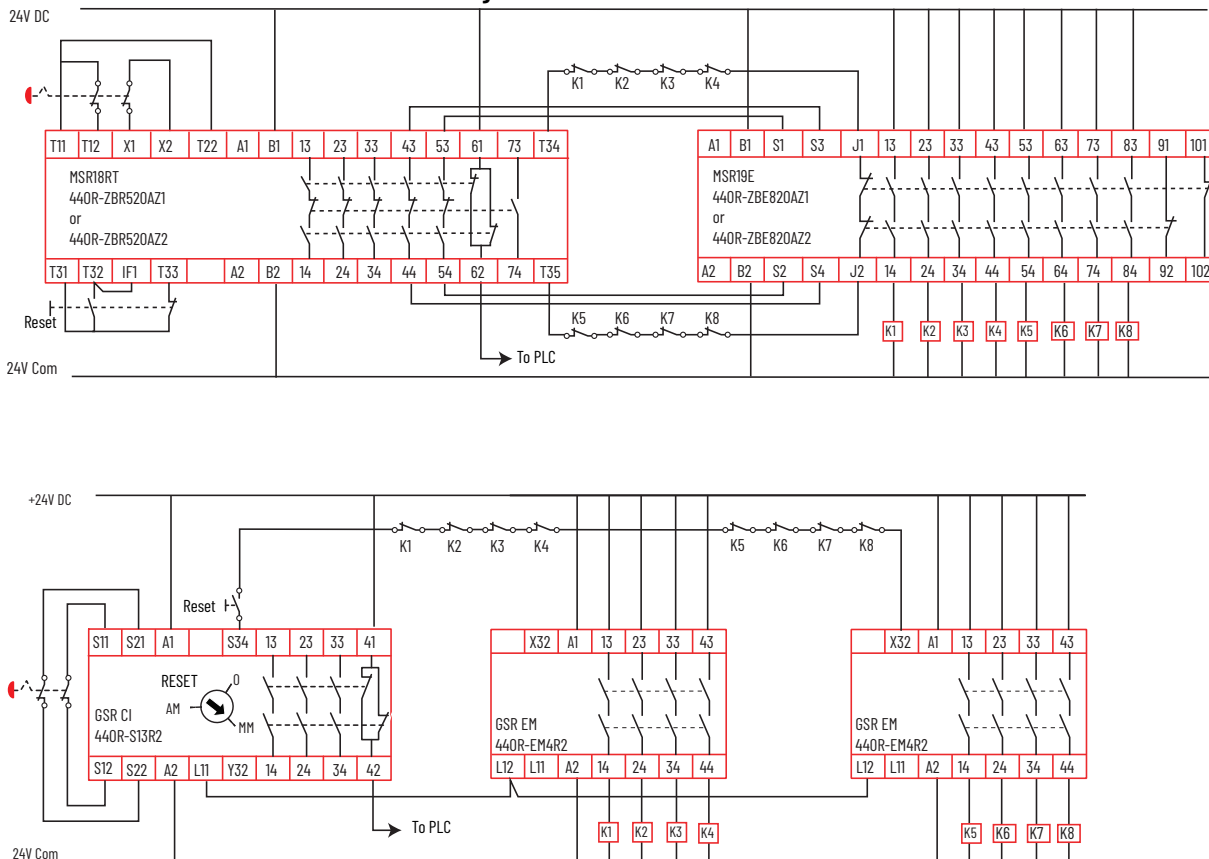 24V DC
K1 K2 K3 K4
T11 T12 X1 X2 T22 A1 B1 13 23 33 43 53 61 73 T34
A1 B1 S1 S3 J1 13 23 33 43 53 63 73 83 91 101
MSR18RT
440R-ZBR520AZ1
or
440R-ZBR520AZ2
MSR19E
440R-ZBE820AZ1
or
440R-ZBE820AZ2
T31 T32 IF1 T33 A2 B2 14 24 34 44 54 62 74 T35
A2 B2 S2 S4 J2 14 24 34 44 54 64 74 84 92 102
Reset
K5 K6 K7 K8
K1 K2 K3 K4 K5 K6 K7 K8
To PLC
24V Com
+24V DC
K1 K2 K3 K4 K5 K6 K7 K8
Reset
S11 S21 A1 S34 13 23 33 41
X32 A1 13 23 33 43
X32 A1 13 23 33 43
RESET
0
AM
MM
GSR CI
440R-S13R2
GSR EM
440R-EM4R2
GSR EM
440R-EM4R2
S12 S22 A2 L11 Y32 14 24 34 42
L12 L11 A2 14 24 34 44
L12 L11 A2 14 24 34 44
To PLC
K1 K2 K3 K4
K5 K6 K7 K8
24V Com